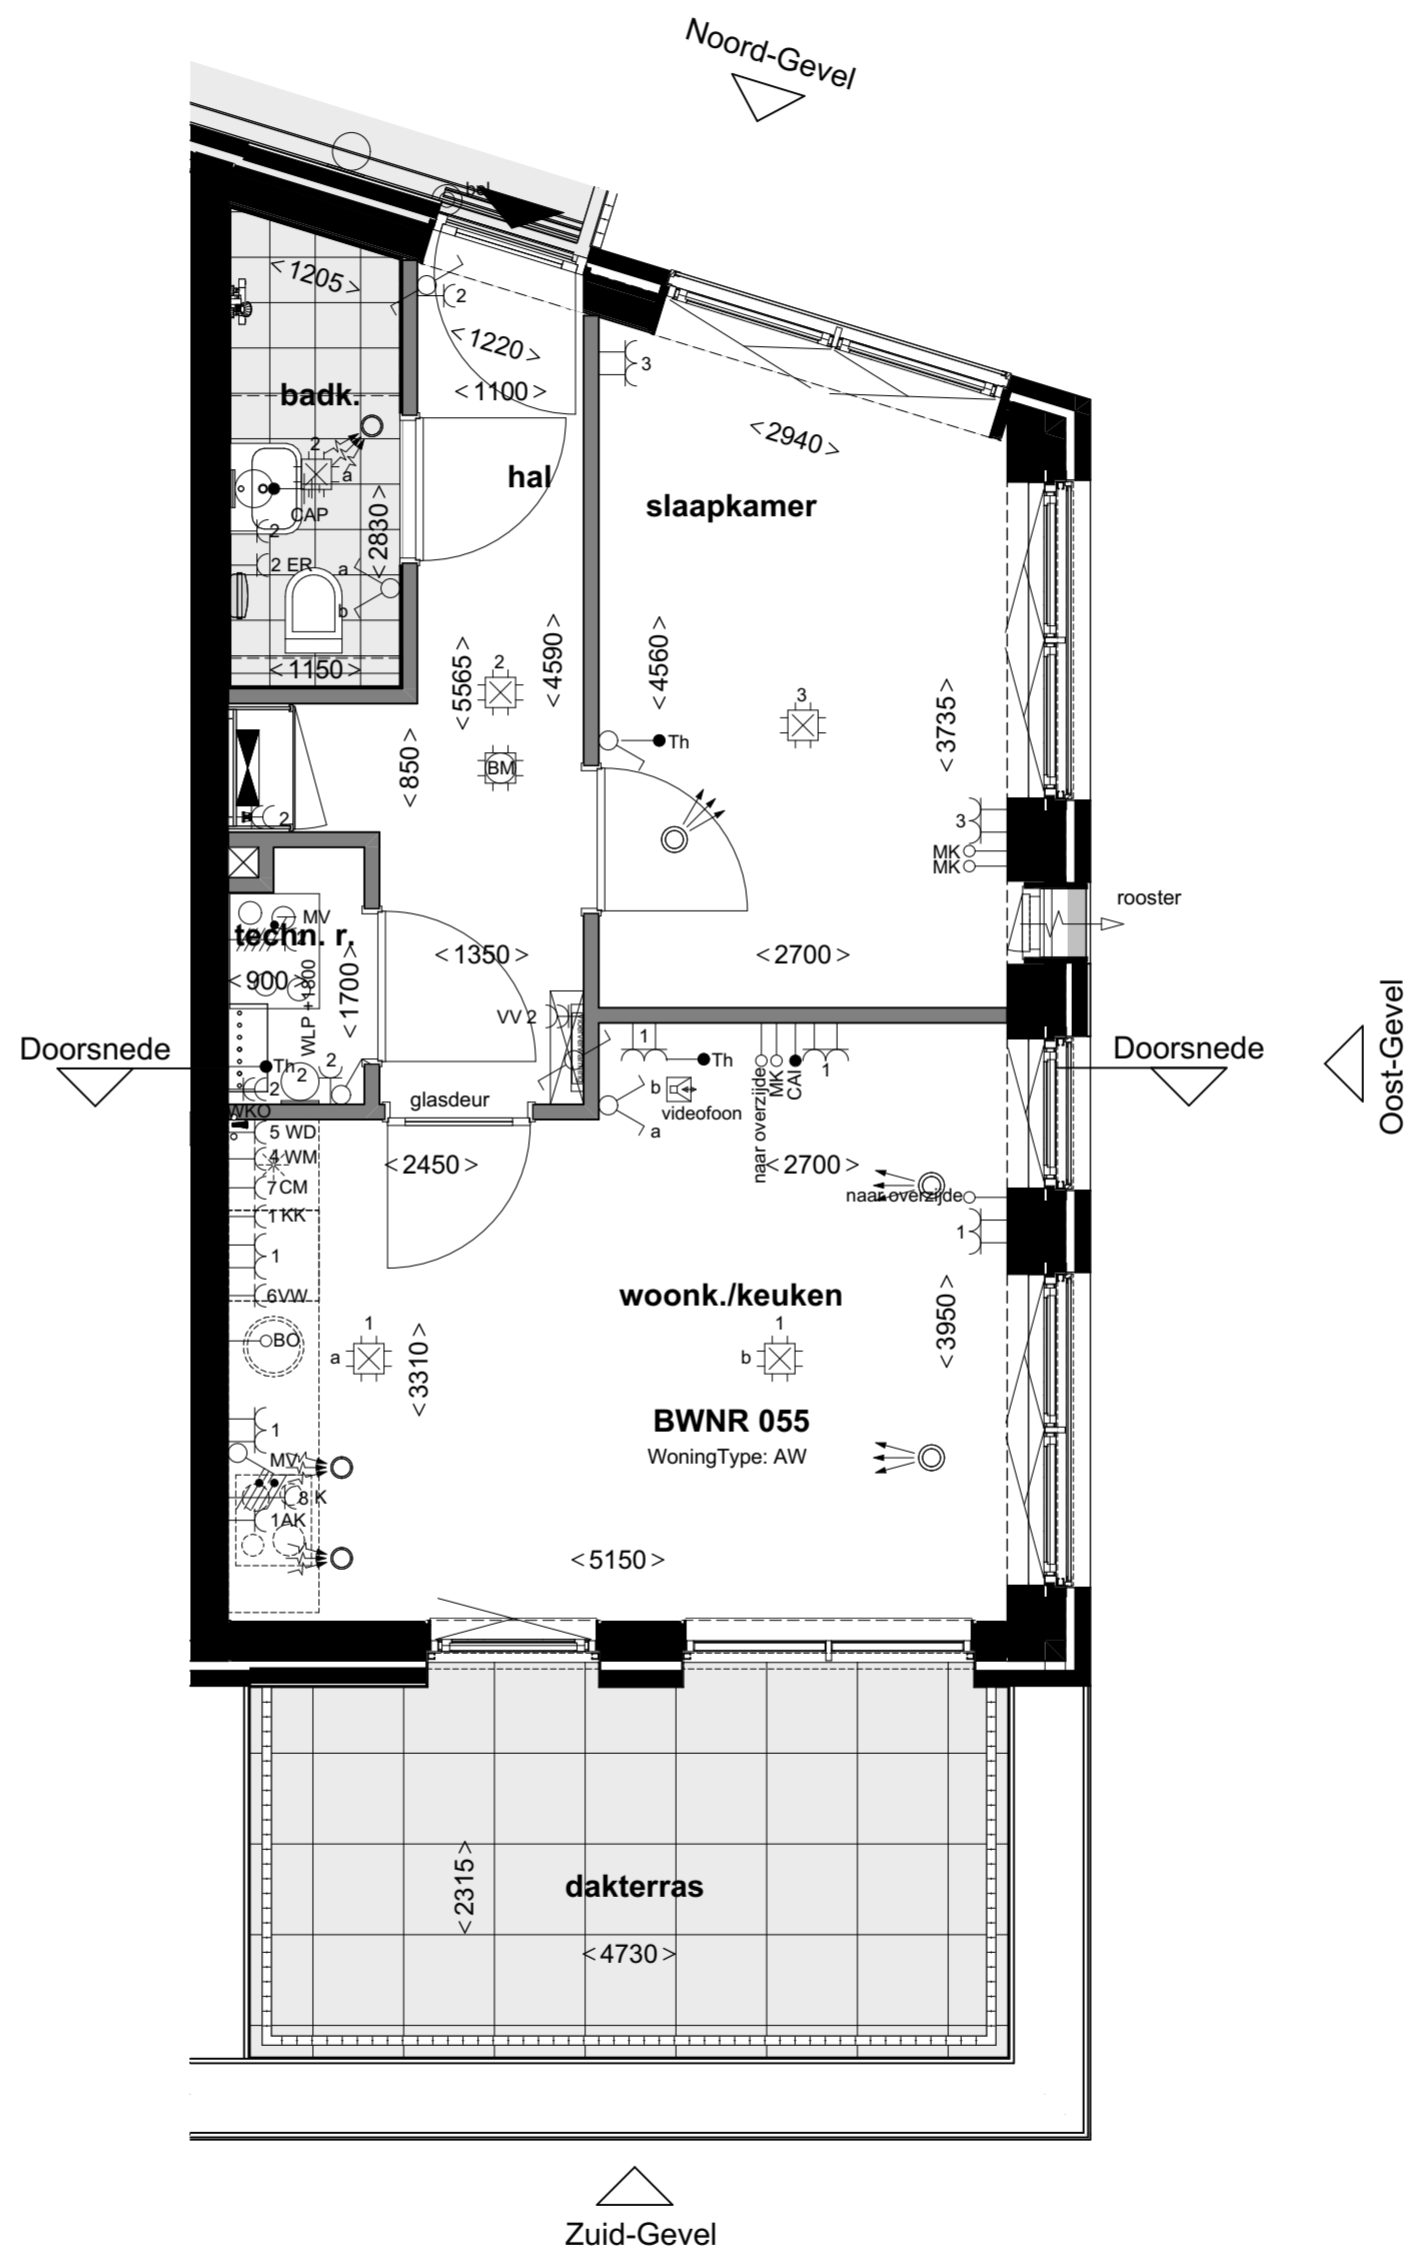 Noord-Gevel
bel
<1205>
2
<1220>
3
badk.
<1100>
<2940>
2
a
hal
slaapkamer
CAP
<2830>
2
2 ER
a
b
<1150>
<5565>
<4590>
<4560>
2
3
<3735>
Th
<850>
BM
2
3
MK
MK
rooster
MV
techn. r.
2
<900>
WLP +1800
<1700>
<1350>
<2700>
VV 2
Oost-Gevel
Doorsnede
Doorsnede
Th
2
2
2
1
Th
naar overzijde
MK
CAI
1
b
videofoon
a
glasdeur
WKO
5 WD
4 WM
7 CM
1 KK
1
6 VW
BO
<2450>
<2700>
naar overzijde
1
woonk./keuken
<3950>
1
a
<3310>
1
b
BWNR 055
WoningType: AW
1
MV
8 K
1 AK
<5150>
<2315>
dakterras
<4730>
Zuid-Gevel